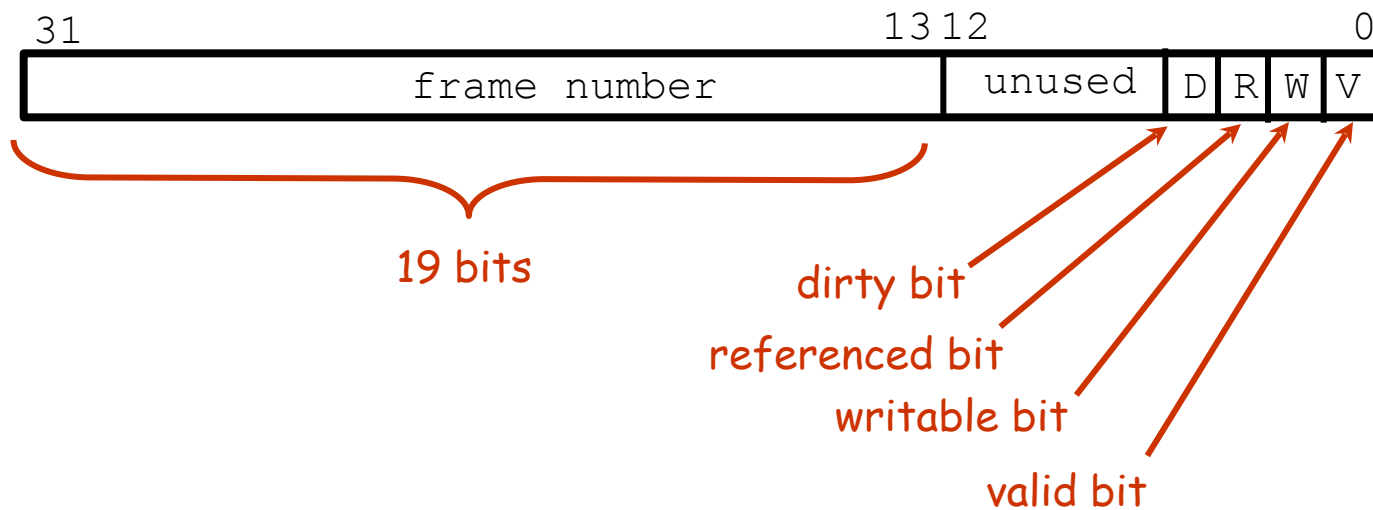 31 13 12 0
frame number unused D R W V
19 bits
dirty bit
referenced bit
writable bit
valid bit